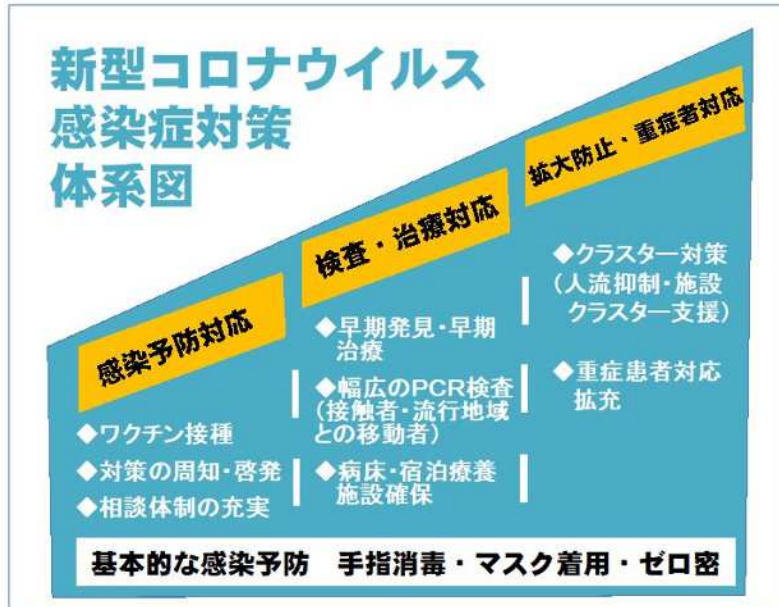 新型コロナウイルス
感染症対策
体系図
感染予防対応
◆ワクチン接種
◆対策の周知・啓発
◆相談体制の充実
検査・治療対応
◆早期発見・早期
治療
◆幅広のPCR検査
(接触者・流行地域
との移動者)
◆病床・宿泊療養
施設確保
拡大防止・重症者対応
◆クラスター対策
(人流抑制・施設
クラスター支援)
◆重症患者対応
拡充
基本的な感染予防 手指消毒・マスク着用・ゼロ密